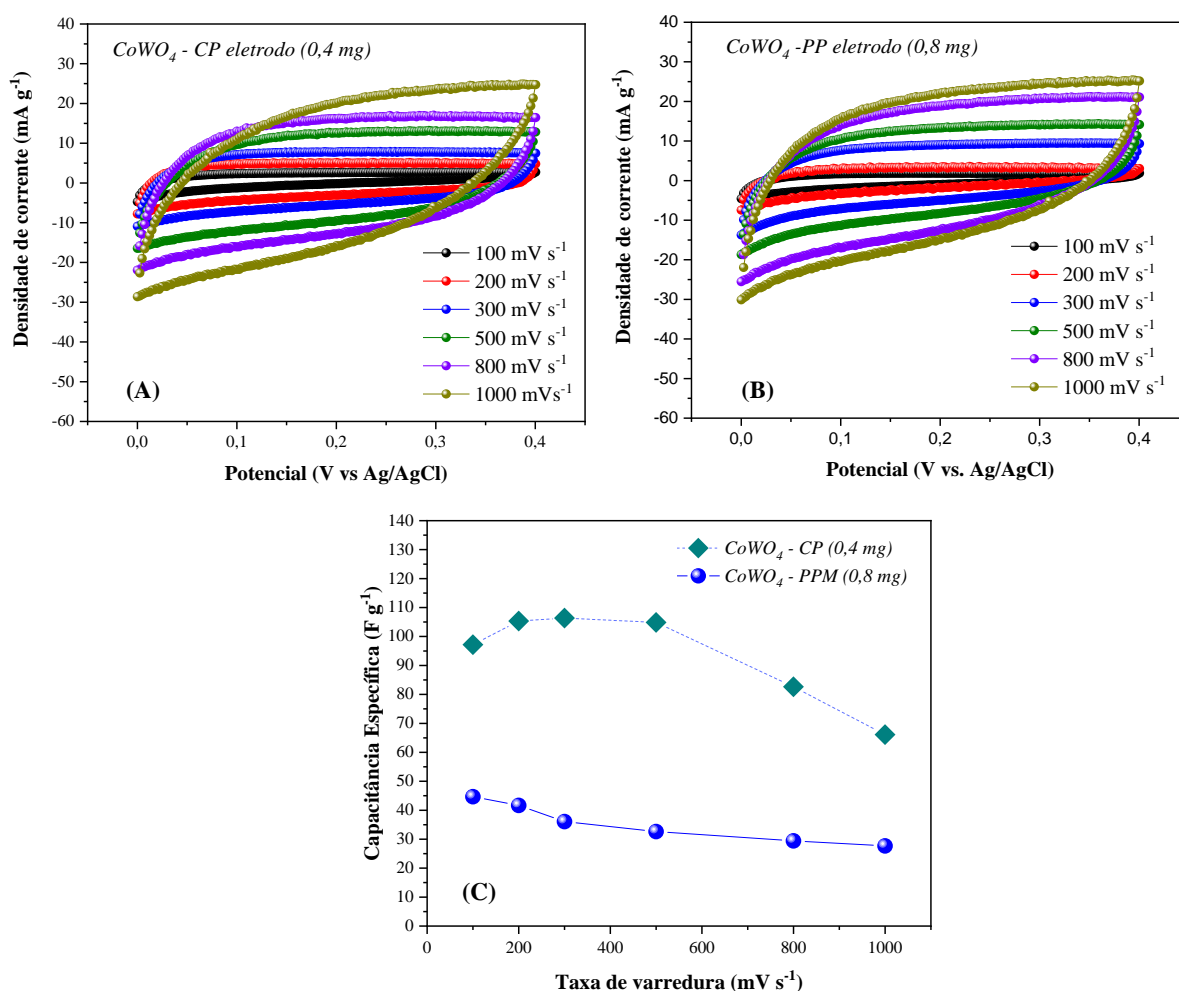 CoWO4 - CP eletrodo (0,4 mg)
Densidade de corrente (mA g-1)
40
30
20
10
0
-10
-20
-30
-40
-50
-60
100 mV s-1
200 mV s-1
300 mV s-1
500 mV s-1
800 mV s-1
1000 mVs-1
(A)
0,0 0,1 0,2 0,3 0,4
Potencial (V vs Ag/AgCl)
CoWO4 -PP eletrodo (0,8 mg)
Densidade de corrente (mA g-1)
40
30
20
10
0
-10
-20
-30
-40
-50
-60
100 mV s-1
200 mV s-1
300 mV s-1
500 mV s-1
800 mV s-1
1000 mV s-1
(B)
0,0 0,1 0,2 0,3 0,4
Potencial (V vs. Ag/AgCl)
CoWO4 - CP (0,4 mg)
CoWO4 - PPM (0,8 mg)
Capacitância Específica (F g-1)
140
130
120
110
100
90
80
70
60
50
40
30
20
10
0
(C)
0 200 400 600 800 1000
Taxa de varredura (mV s-1)